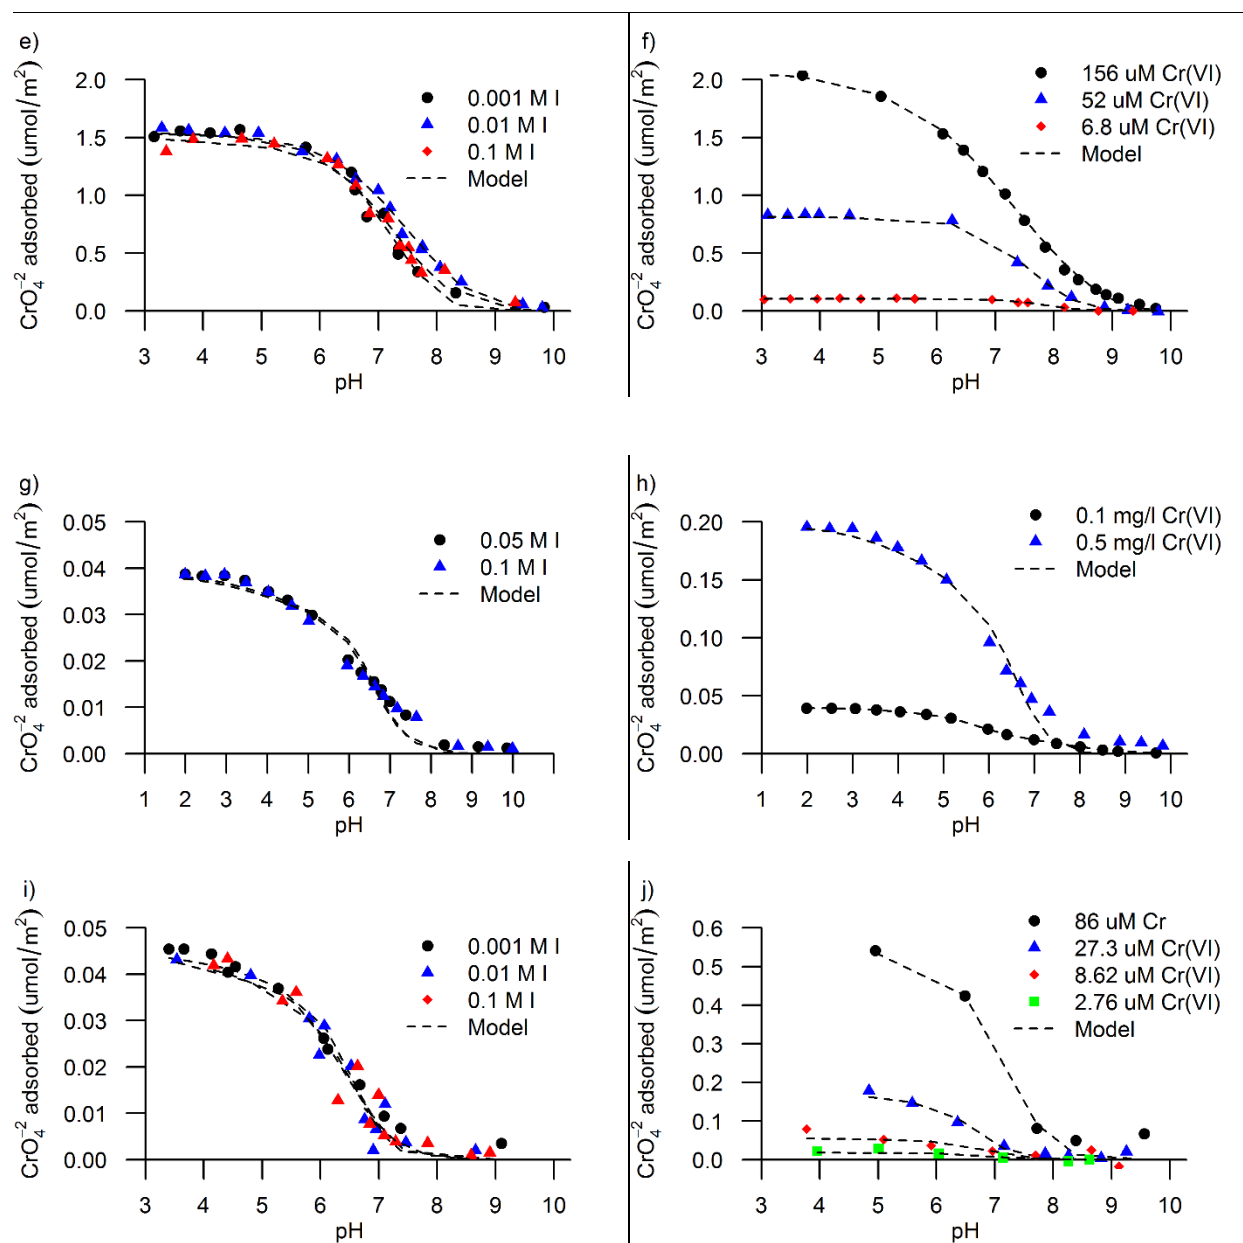 e)
CrO₄⁻² adsorbed (umol/m²)
2.0
1.5
1.0
0.5
0.0
3 4 5 6 7 8 9 10
pH
0.001 M I
0.01 M I
0.1 M I
Model
f)
CrO₄⁻² adsorbed (umol/m²)
2.0
1.5
1.0
0.5
0.0
3 4 5 6 7 8 9 10
pH
156 uM Cr(VI)
52 uM Cr(VI)
6.8 uM Cr(VI)
Model
g)
CrO₄⁻² adsorbed (umol/m²)
0.05
0.04
0.03
0.02
0.01
0.00
1 2 3 4 5 6 7 8 9 10
pH
0.05 M I
0.1 M I
Model
h)
CrO₄⁻² adsorbed (umol/m²)
0.20
0.15
0.10
0.05
0.00
1 2 3 4 5 6 7 8 9 10
pH
0.1 mg/l Cr(VI)
0.5 mg/l Cr(VI)
Model
i)
CrO₄⁻² adsorbed (umol/m²)
0.05
0.04
0.03
0.02
0.01
0.00
3 4 5 6 7 8 9 10
pH
0.001 M I
0.01 M I
0.1 M I
Model
j)
CrO₄⁻² adsorbed (umol/m²)
0.6
0.5
0.4
0.3
0.2
0.1
0.0
3 4 5 6 7 8 9 10
pH
86 uM Cr
27.3 uM Cr(VI)
8.62 uM Cr(VI)
2.76 uM Cr(VI)
Model